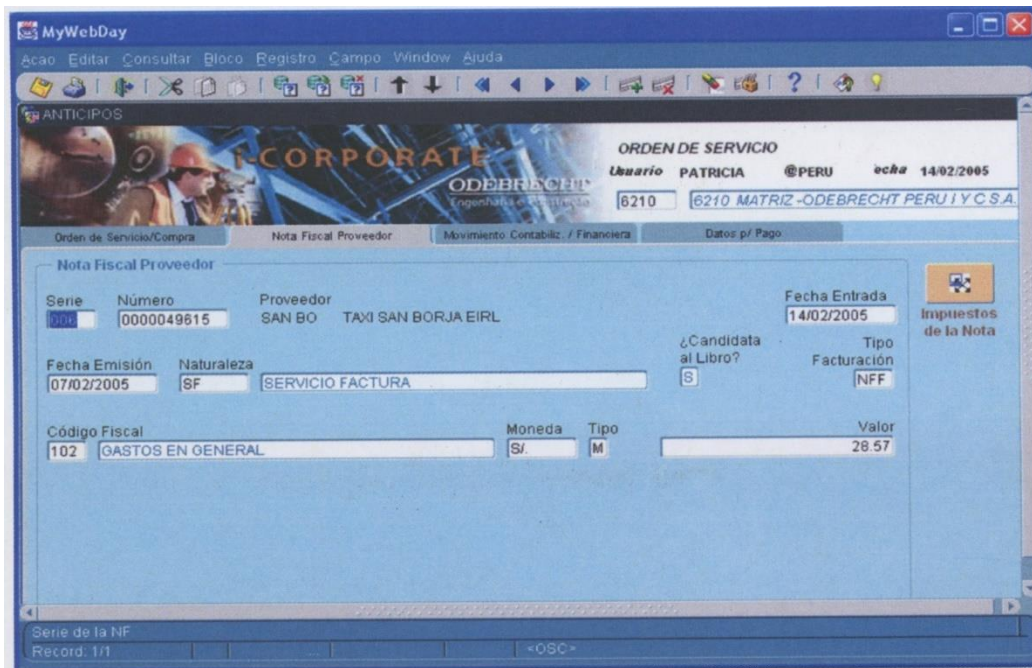 MyWebDay
Acao Editar Consultar Bloco Registro Campo Window Ajuda
ANTICIPOS
i-CORPORATE
ODEBRECHT
Engenharia e Construção
ORDEN DE SERVICIO
Usuario PATRICIA @PERU echa 14/02/2005
6210 6210 MATRIZ -ODEBRECHT PERU I Y C S.A.
Orden de Servicio/Compra Nota Fiscal Proveedor Movimiento Contabiliz. / Financiera Datos p/ Pago
Nota Fiscal Proveedor
Serie Número Proveedor Fecha Entrada
006 0000049615 SAN BO TAXI SAN BORJA EIRL 14/02/2005
Impuestos
de la Nota
Fecha Emisión Naturaleza ¿Candidata al Libro? Tipo Facturación
07/02/2005 SF SERVICIO FACTURA S NFF
Código Fiscal Moneda Tipo Valor
102 GASTOS EN GENERAL S/. M 28.57
Serie de la NF
Record: 1/1 ... <OSC>